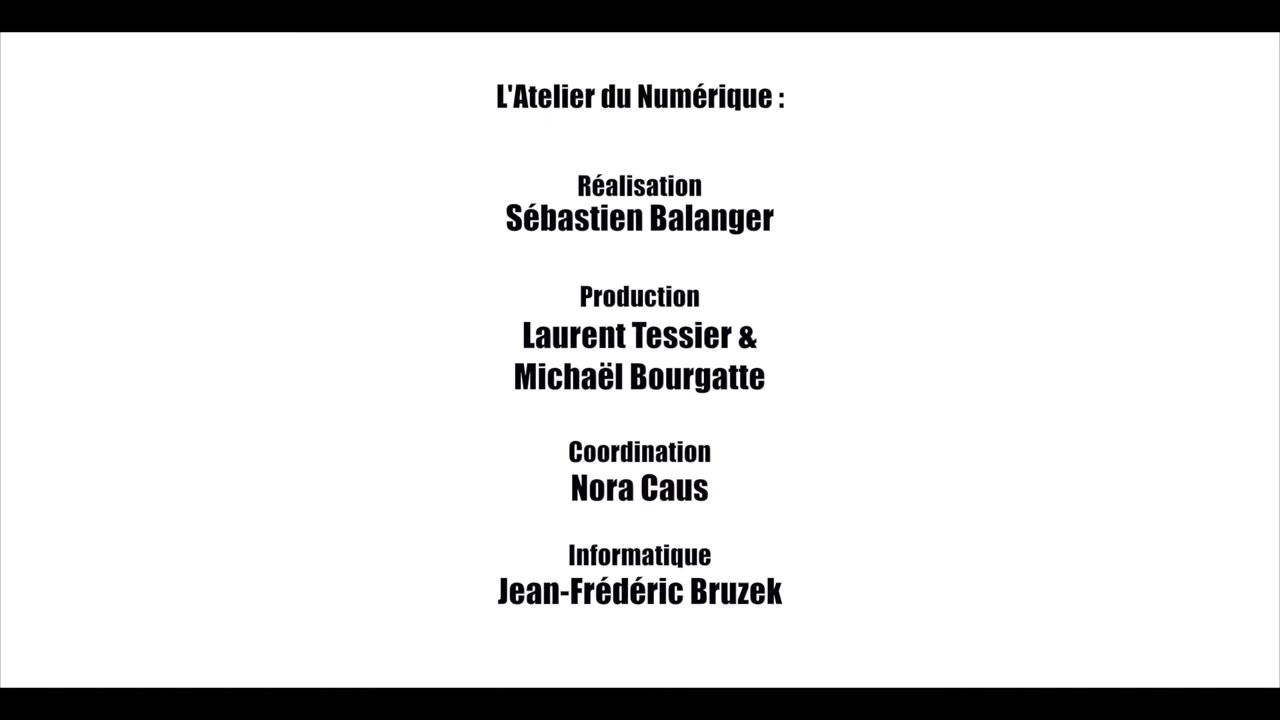 L'Atelier du Numérique :
Réalisation
Sébastien Balanger
Production
Laurent Tessier &
Michaël Bourgatte
Coordination
Nora Caus
Informatique
Jean-Frédéric Bruzek